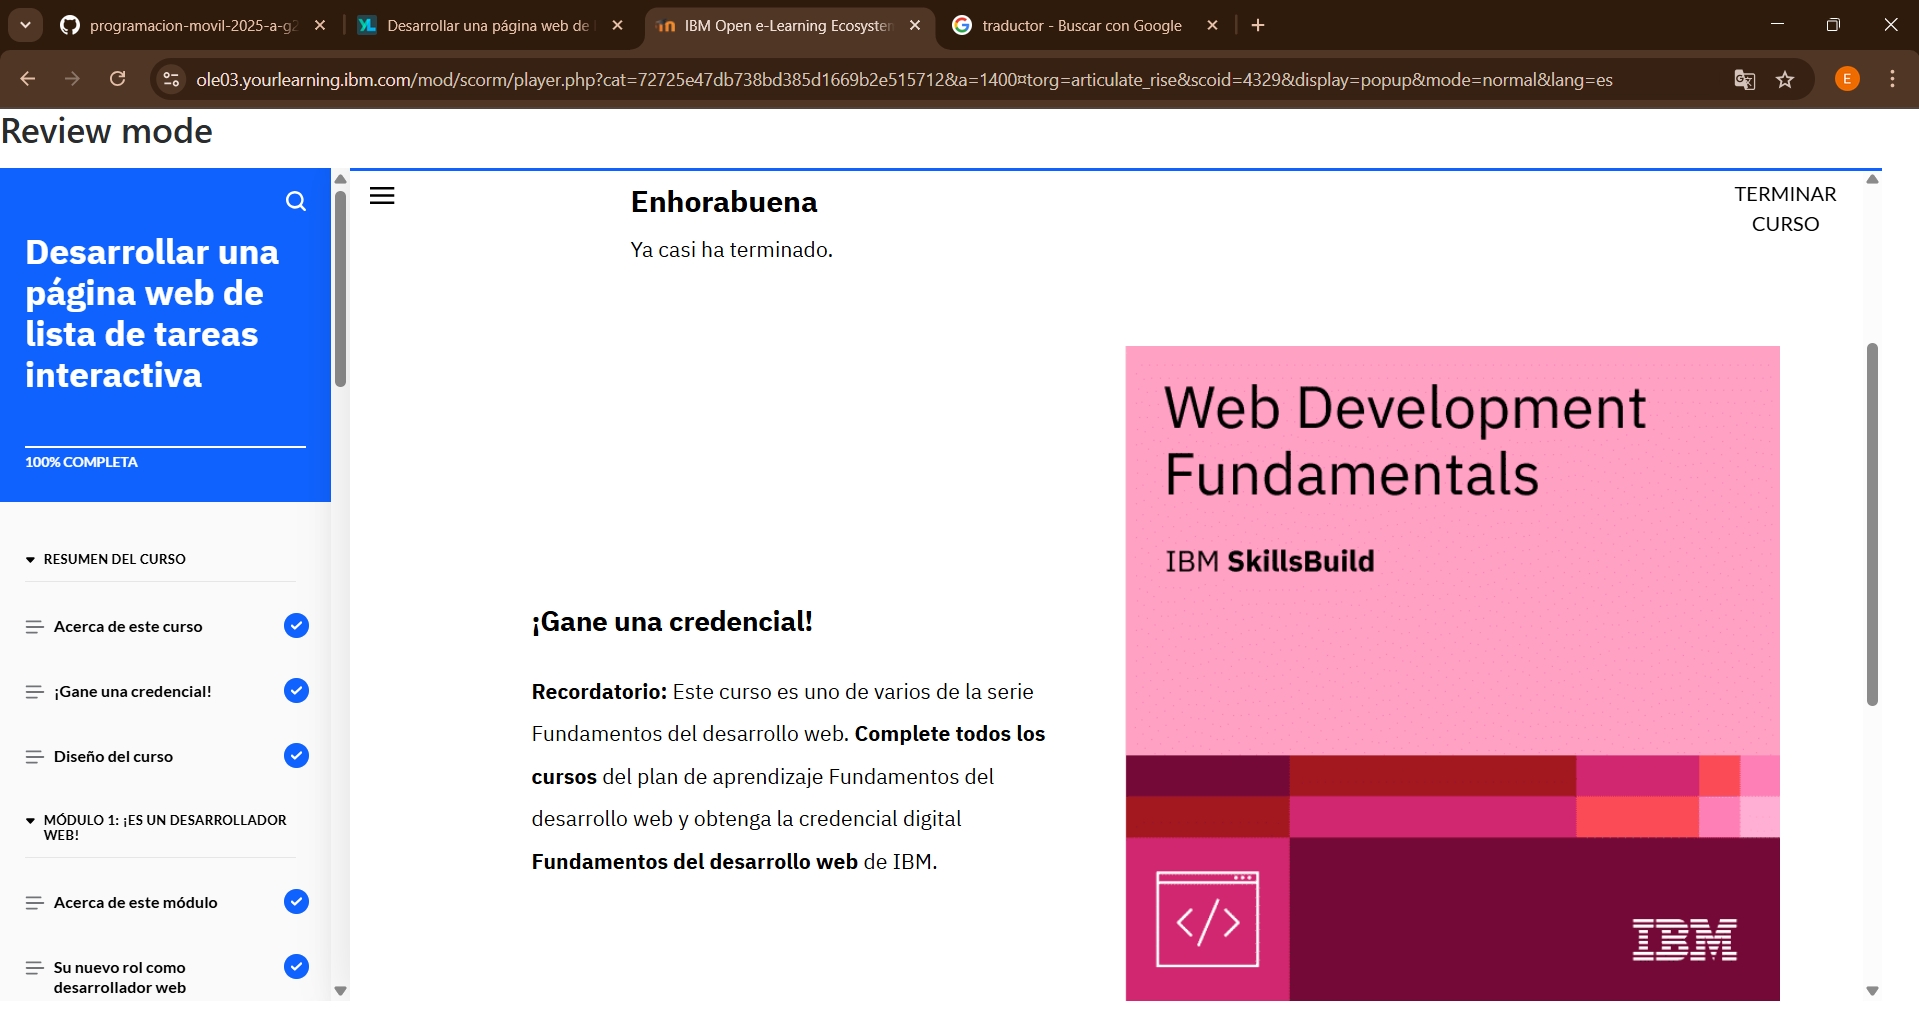 programacion-movil-2025-a-g2
Desarrollar una página web de l
IBM Open e-Learning Ecosystem
traductor - Buscar con Google
ole03.yourlearning.ibm.com/mod/scorm/player.php?cat=72725e47db738bd385d1669b2e515712&a=1400¤torg=articulate_rise&scoid=4329&display=popup&mode=normal&lang=es
E
Review mode
Desarrollar una
página web de
lista de tareas
interactiva
100% COMPLETA
RESUMEN DEL CURSO
Acerca de este curso
¡Gane una credencial!
Diseño del curso
MÓDULO 1: ¡ES UN DESARROLLADOR
WEB!
Acerca de este módulo
Su nuevo rol como
desarrollador web
Enhorabuena
Ya casi ha terminado.
TERMINAR
CURSO
¡Gane una credencial!
Recordatorio: Este curso es uno de varios de la serie
Fundamentos del desarrollo web. Complete todos los
cursos del plan de aprendizaje Fundamentos del
desarrollo web y obtenga la credencial digital
Fundamentos del desarrollo web de IBM.
Web Development
Fundamentals
IBM SkillsBuild
</>
IBM